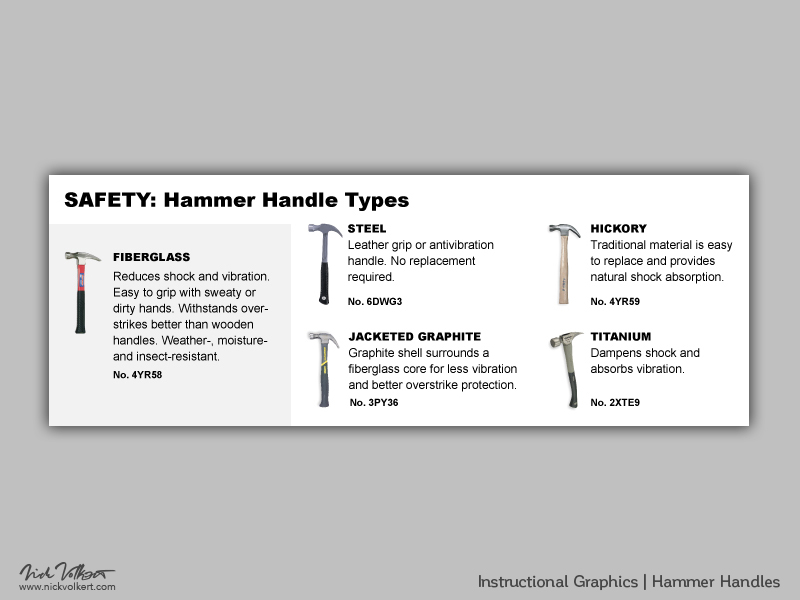 SAFETY: Hammer Handle Types
FIBERGLASS
Reduces shock and vibration.
Easy to grip with sweaty or
dirty hands. Withstands over-
strikes better than wooden
handles. Weather-, moisture-
and insect-resistant.
No. 4YR58
STEEL
Leather grip or antivibration
handle. No replacement
required.
No. 6DWG3
HICKORY
Traditional material is easy
to replace and provides
natural shock absorption.
No. 4YR59
JACKETED GRAPHITE
Graphite shell surrounds a
fiberglass core for less vibration
and better overstrike protection.
No. 3PY36
TITANIUM
Dampens shock and
absorbs vibration.
No. 2XTE9
Nick Volkert
www.nickvolkert.com
Instructional Graphics | Hammer Handles